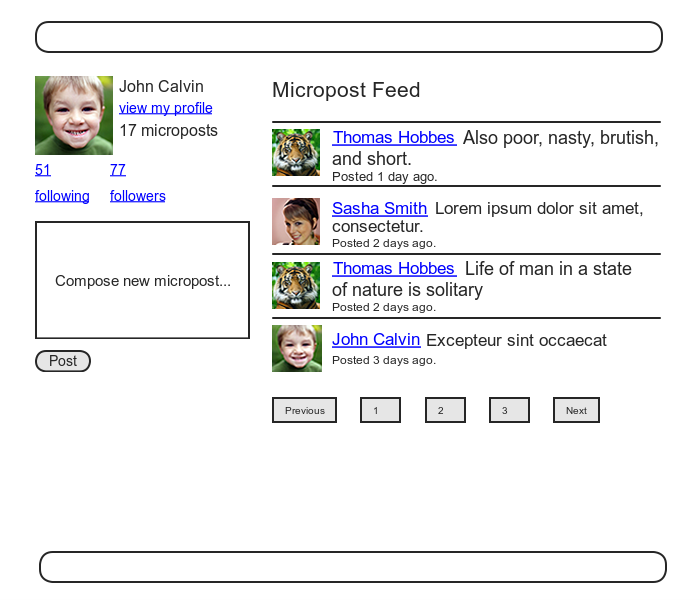 John Calvin
view my profile
17 microposts
51 77
following followers
Compose new micropost...
Post
Micropost Feed
Thomas Hobbes Also poor, nasty, brutish,
and short.
Posted 1 day ago.
Sasha Smith Lorem ipsum dolor sit amet,
consectetur.
Posted 2 days ago.
Thomas Hobbes Life of man in a state
of nature is solitary
Posted 2 days ago.
John Calvin Excepteur sint occaecat
Posted 3 days ago.
Previous 1 2 3 Next